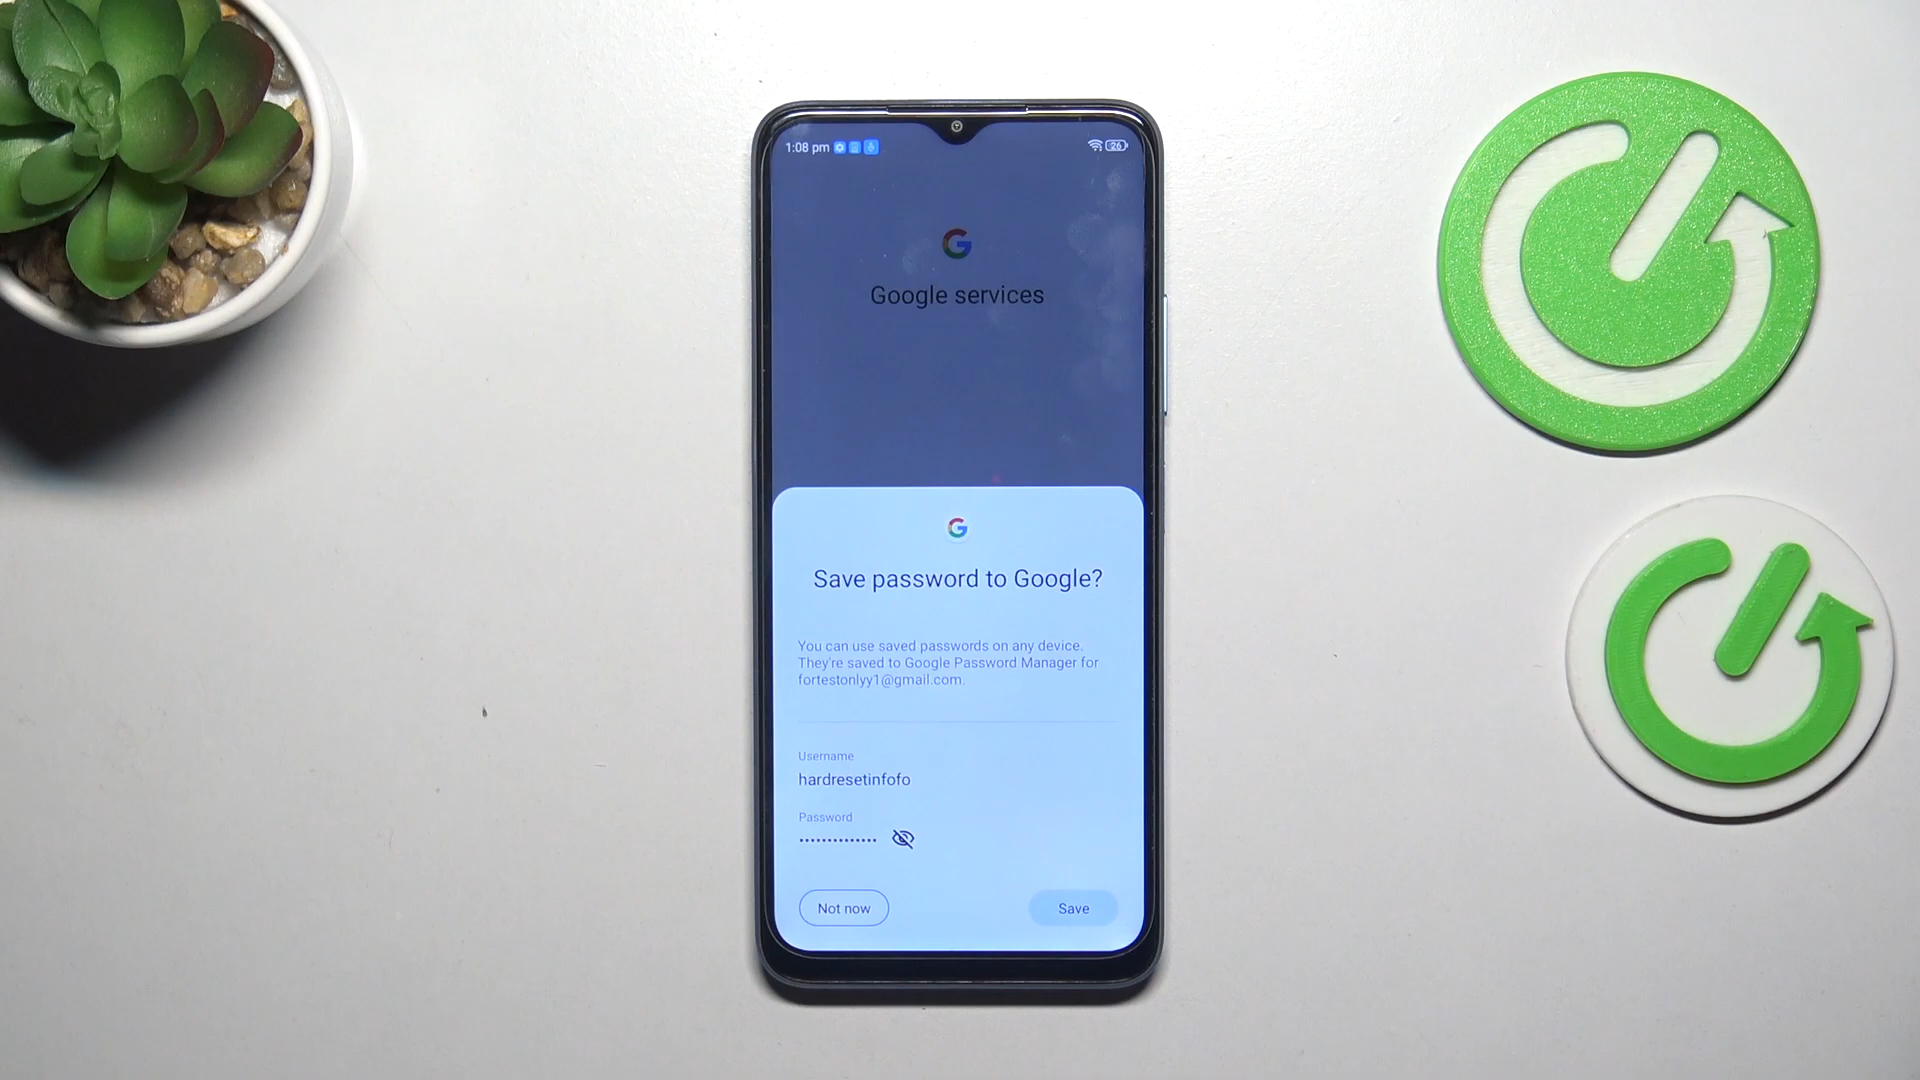 1:08 pm
26
Google services
Save password to Google?
You can use saved passwords on any device.
They're saved to Google Password Manager for
fortestonlyy1@gmail.com.
Username
hardresetinfofo
Password
••••••••••••••
Not now
Save